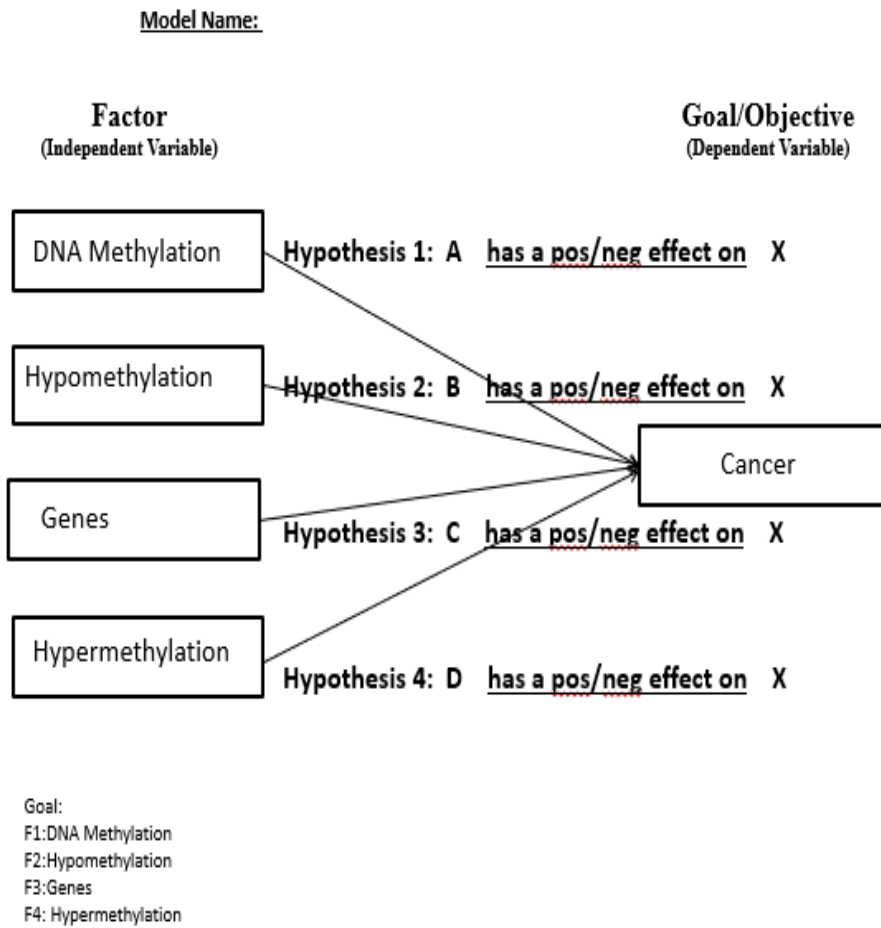 Model Name:
Factor
(Independent Variable)
Goal/Objective
(Dependent Variable)
DNA Methylation
Hypothesis 1: A has a pos/neg effect on X
Hypomethylation
Hypothesis 2: B has a pos/neg effect on X
Cancer
Genes
Hypothesis 3: C has a pos/neg effect on X
Hypermethylation
Hypothesis 4: D has a pos/neg effect on X
Goal:
F1:DNA Methylation
F2:Hypomethylation
F3:Genes
F4: Hypermethylation